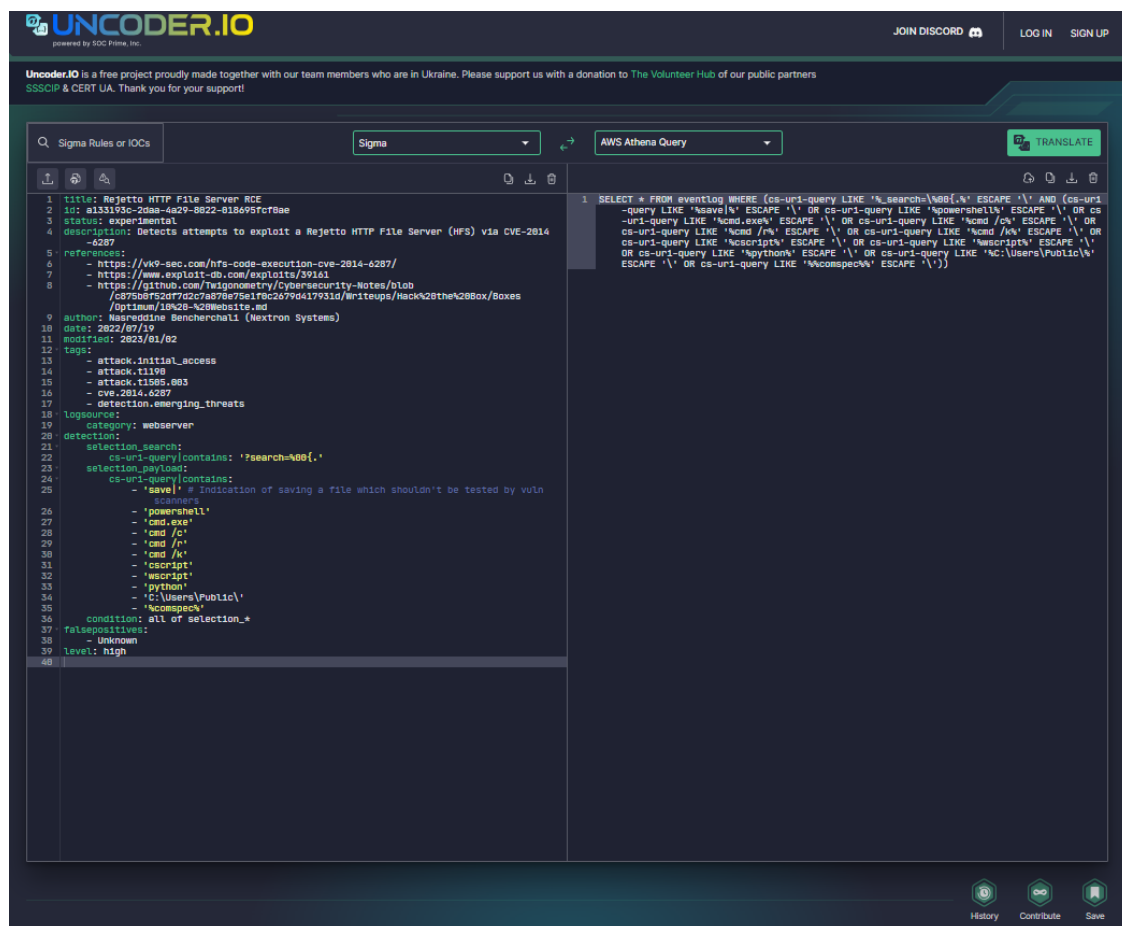 UNCODER.IO
powered by SOC Prime, Inc.
JOIN DISCORD
LOG IN
SIGN UP
Uncoder.IO is a free project proudly made together with our team members who are in Ukraine. Please support us with a donation to The Volunteer Hub of our public partners
SSSCIP & CERT UA. Thank you for your support!
Sigma Rules or IOCs
Sigma
AWS Athena Query
TRANSLATE
1 title: Rejetto HTTP File Server RCE
2 id: a133193c-2daa-4a29-8022-018695fcf0ae
3 status: experimental
4 description: Detects attempts to exploit a Rejetto HTTP File Server (HFS) via CVE-2014
-6287
5 references:
6 - https://vk9-sec.com/hfs-code-execution-cve-2014-6287/
7 - https://www.exploit-db.com/exploits/39161
8 - https://github.com/Twigonometry/Cybersecurity-Notes/blob
/c875b0f52df7d2c7a870e75e1f0c2679d417931d/Writeups/Hack%20the%20Box/Boxes
/Optimum/10%20-%20Website.md
9 author: Nasreddine Bencherchali (Nextron Systems)
10 date: 2022/07/19
11 modified: 2023/01/02
12 tags:
13 - attack.initial_access
14 - attack.t1190
15 - attack.t1505.003
16 - cve.2014.6287
17 - detection.emerging_threats
18 logsource:
19 category: webserver
20 detection:
21 selection_search:
22 cs-uri-query|contains: '?search=%00{.'
23 selection_payload:
24 cs-uri-query|contains:
25 - 'save|' # Indication of saving a file which shouldn't be tested by vuln
scanners
26 - 'powershell'
27 - 'cmd.exe'
28 - 'cmd /c'
29 - 'cmd /r'
30 - 'cmd /k'
31 - 'cscript'
32 - 'wscript'
33 - 'python'
34 - 'C:\Users\Public\'
35 - '%comspec%'
36 condition: all of selection_*
37 falsepositives:
38 - Unknown
39 level: high
40
1 SELECT * FROM eventlog WHERE (cs-uri-query LIKE '%_search=\%00{.%' ESCAPE '\' AND (cs-uri
-query LIKE '%save|%' ESCAPE '\' OR cs-uri-query LIKE '%powershell%' ESCAPE '\' OR cs
-uri-query LIKE '%cmd.exe%' ESCAPE '\' OR cs-uri-query LIKE '%cmd /c%' ESCAPE '\' OR
cs-uri-query LIKE '%cmd /r%' ESCAPE '\' OR cs-uri-query LIKE '%cmd /k%' ESCAPE '\' OR
cs-uri-query LIKE '%cscript%' ESCAPE '\' OR cs-uri-query LIKE '%wscript%' ESCAPE '\'
OR cs-uri-query LIKE '%python%' ESCAPE '\' OR cs-uri-query LIKE '%C:\Users\Public\%'
ESCAPE '\' OR cs-uri-query LIKE '%%comspec%%' ESCAPE '\'))
History
Contribute
Save